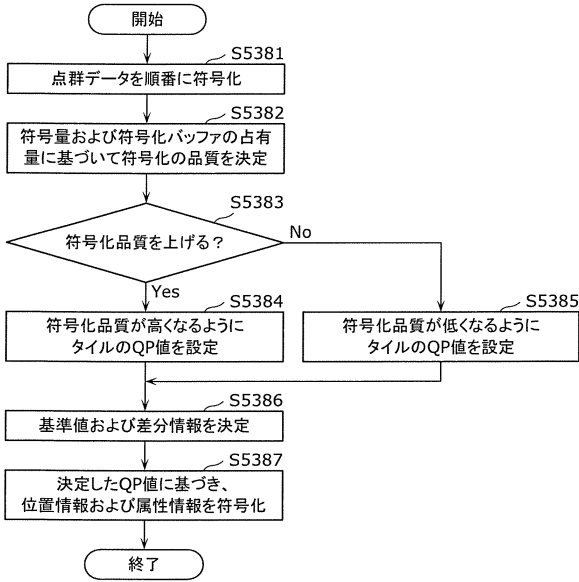 開始
S5381
点群データを順番に符号化
S5382
符号量および符号化バッファの占有
量に基づいて符号化の品質を決定
S5383
符号化品質を上げる？
No
Yes
S5384
符号化品質が高くなるように
タイルのQP値を設定
S5385
符号化品質が低くなるように
タイルのQP値を設定
S5386
基準値および差分情報を決定
S5387
決定したQP値に基づき、
位置情報および属性情報を符号化
終了